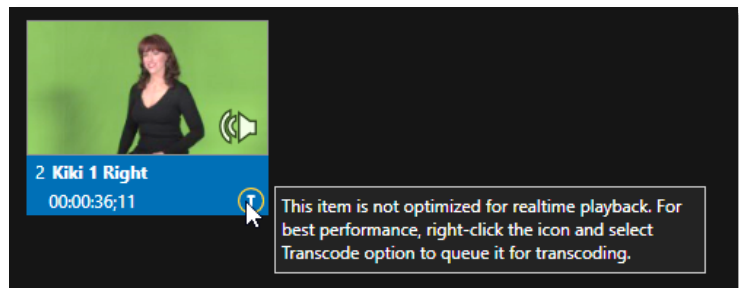 2 Kiki 1 Right
00:00:36;11
T
This item is not optimized for realtime playback. For
best performance, right-click the icon and select
Transcode option to queue it for transcoding.